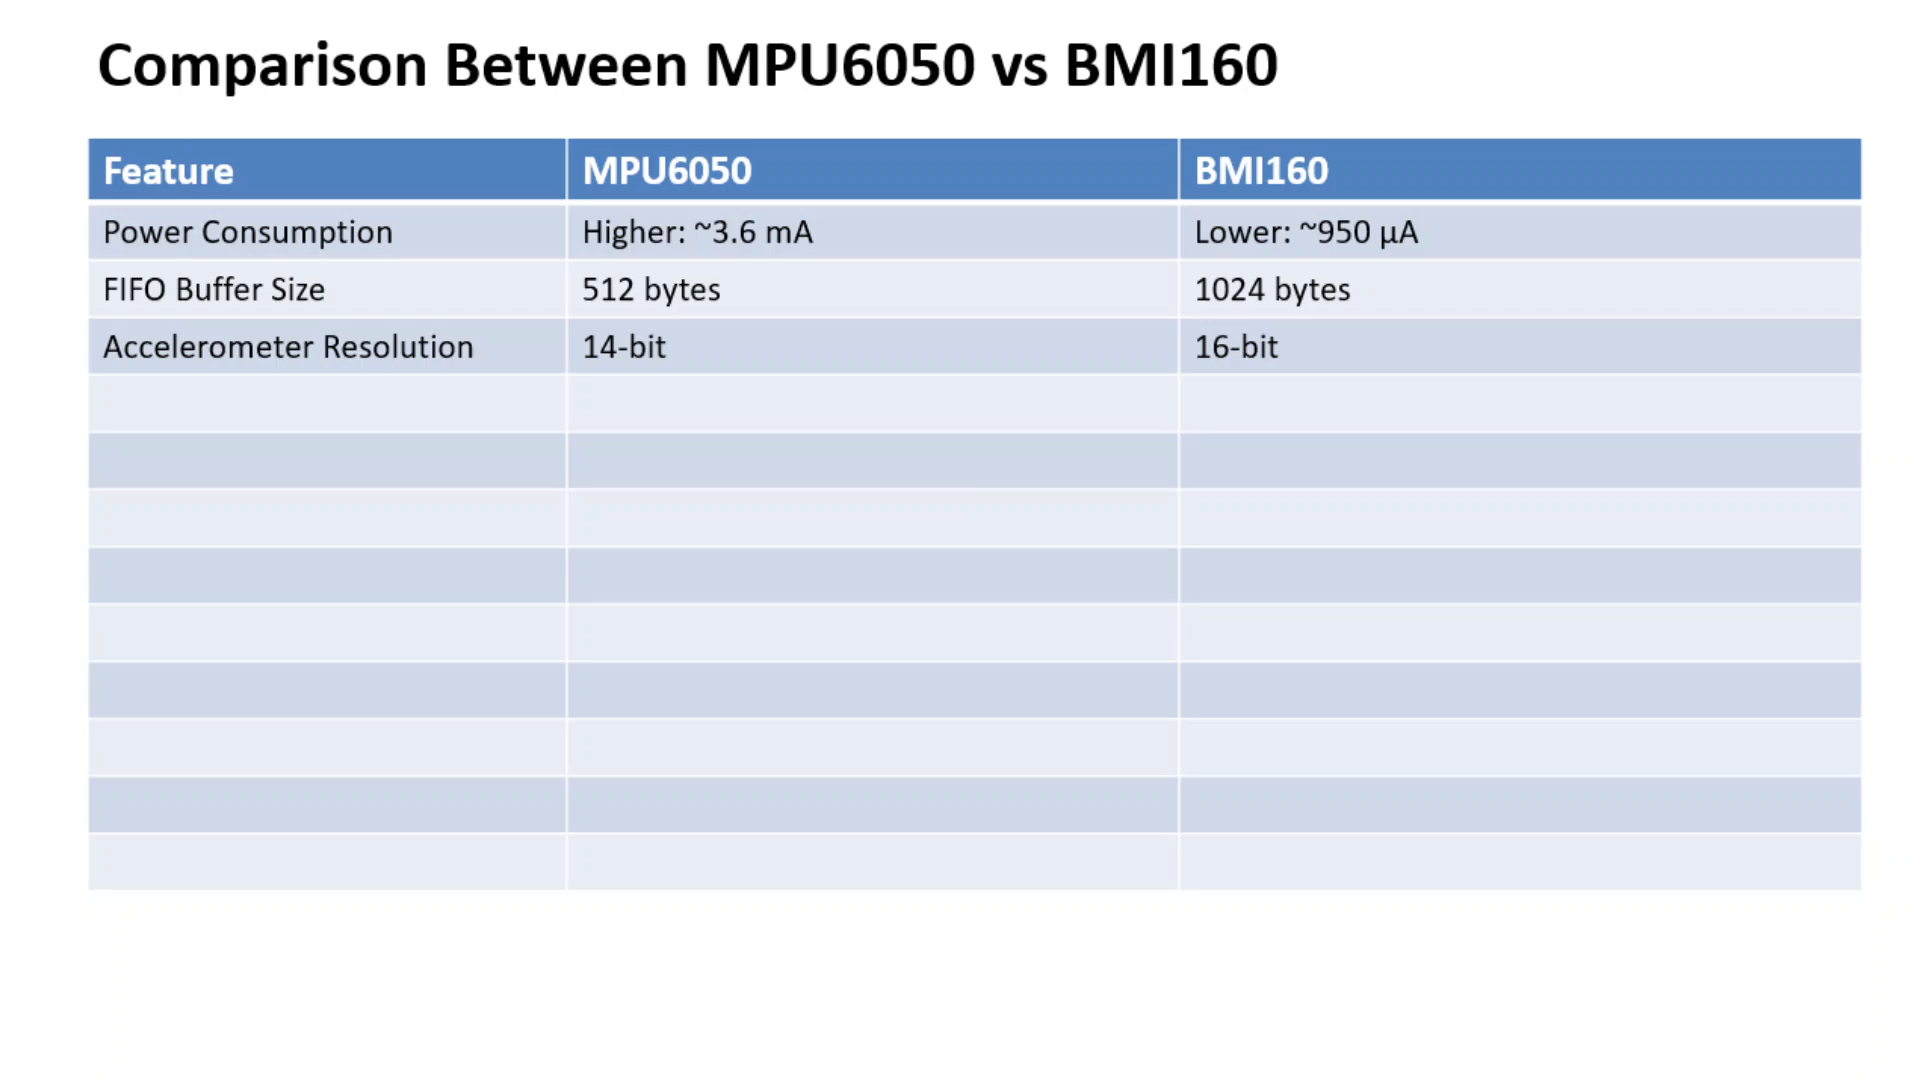 Comparison Between MPU6050 vs BMI160
Feature MPU6050 BMI160
Power Consumption Higher: ~3.6 mA Lower: ~950 µA
FIFO Buffer Size 512 bytes 1024 bytes
Accelerometer Resolution 14-bit 16-bit